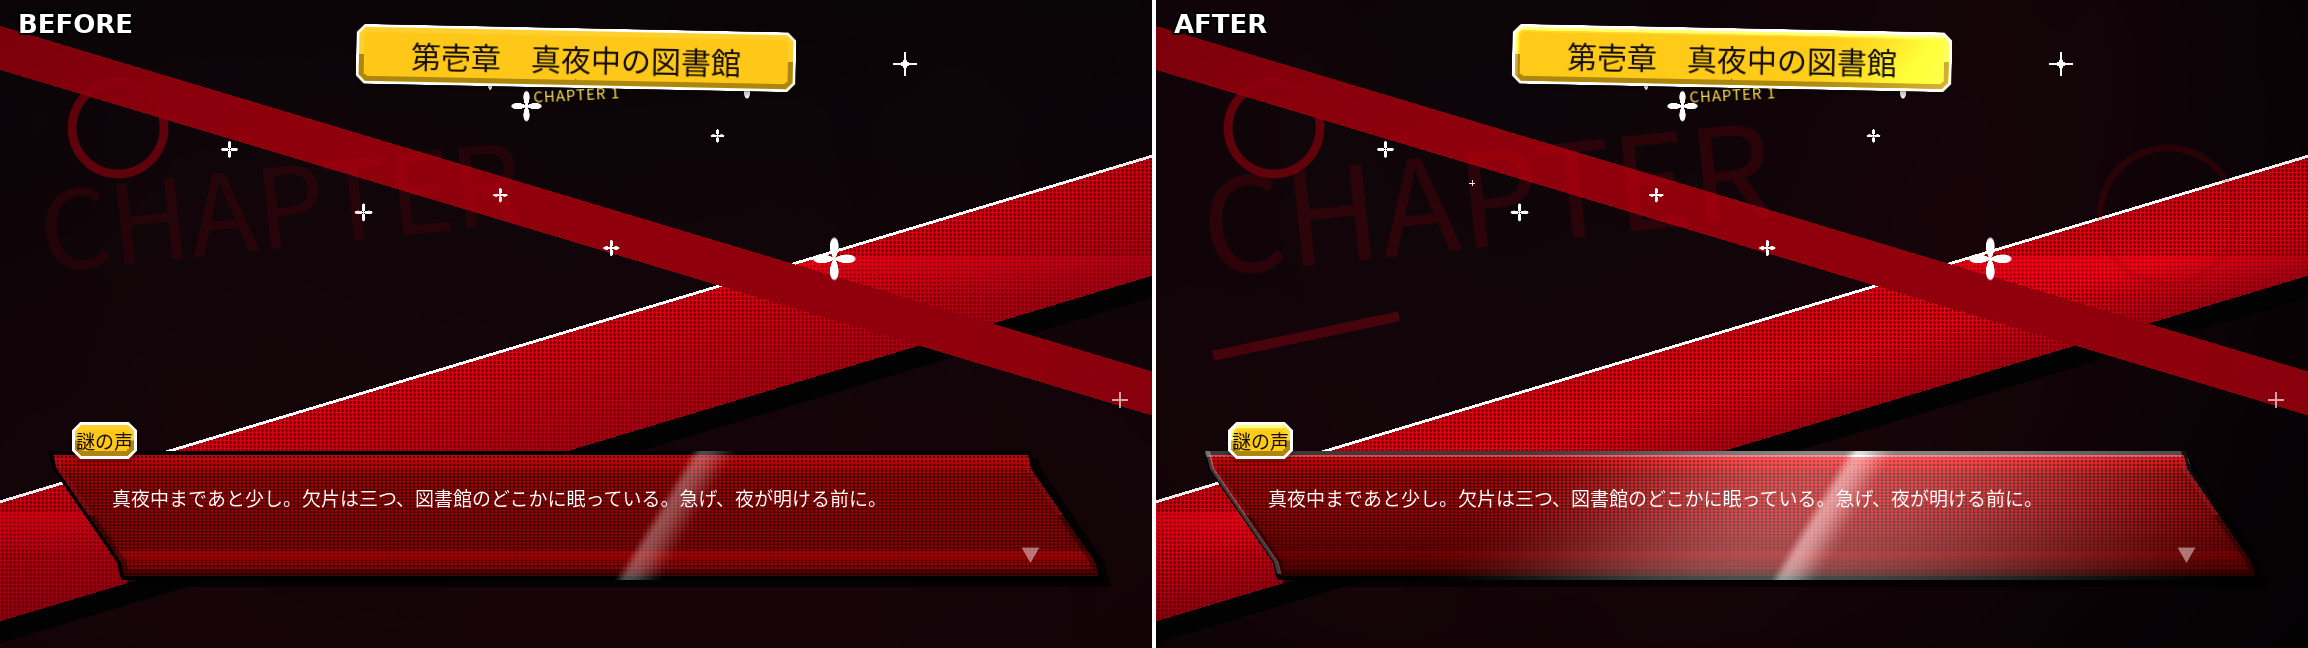 BEFORE
第壱章　真夜中の図書館
CHAPTER 1
CHAPTER
謎の声
真夜中まであと少し。欠片は三つ、図書館のどこかに眠っている。急げ、夜が明ける前に。
AFTER
第壱章　真夜中の図書館
CHAPTER 1
CHAPTER
謎の声
真夜中まであと少し。欠片は三つ、図書館のどこかに眠っている。急げ、夜が明ける前に。